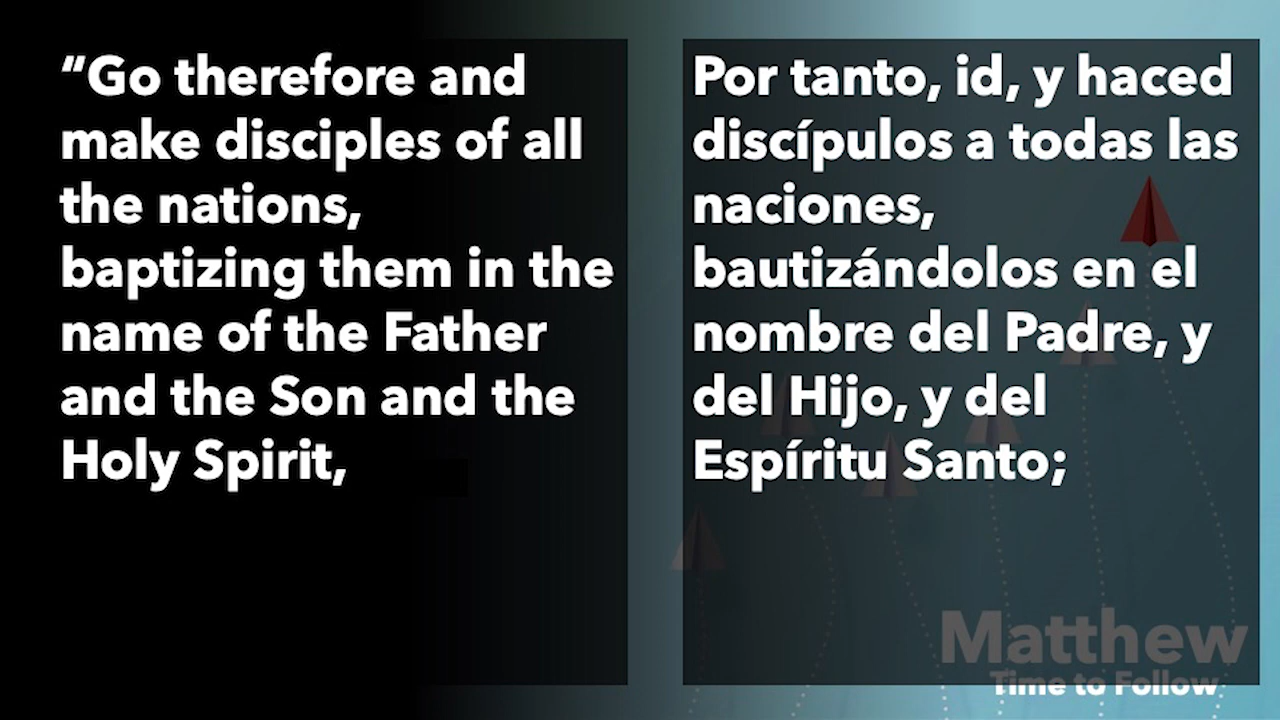 “Go therefore and
make disciples of all
the nations,
baptizing them in the
name of the Father
and the Son and the
Holy Spirit,
Por tanto, id, y haced
discípulos a todas las
naciones,
bautizándolos en el
nombre del Padre, y
del Hijo, y del
Espíritu Santo;
Matthew
Time to Follow